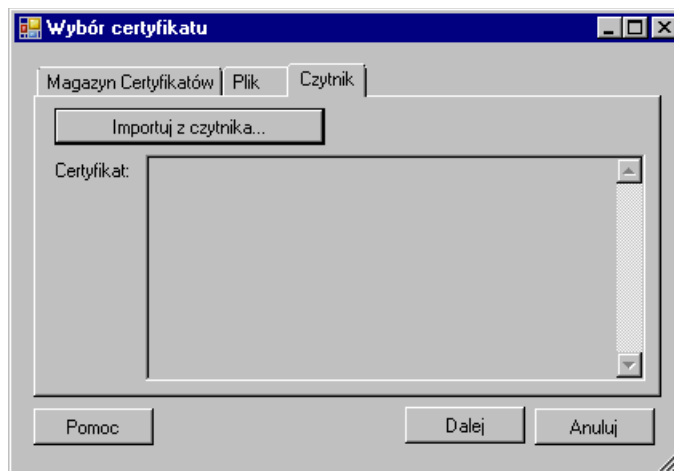 Wybór certyfikatu
Magazyn Certyfikatów Plik Czytnik
Importuj z czytnika...
Certyfikat:
Pomoc Dalej Anuluj